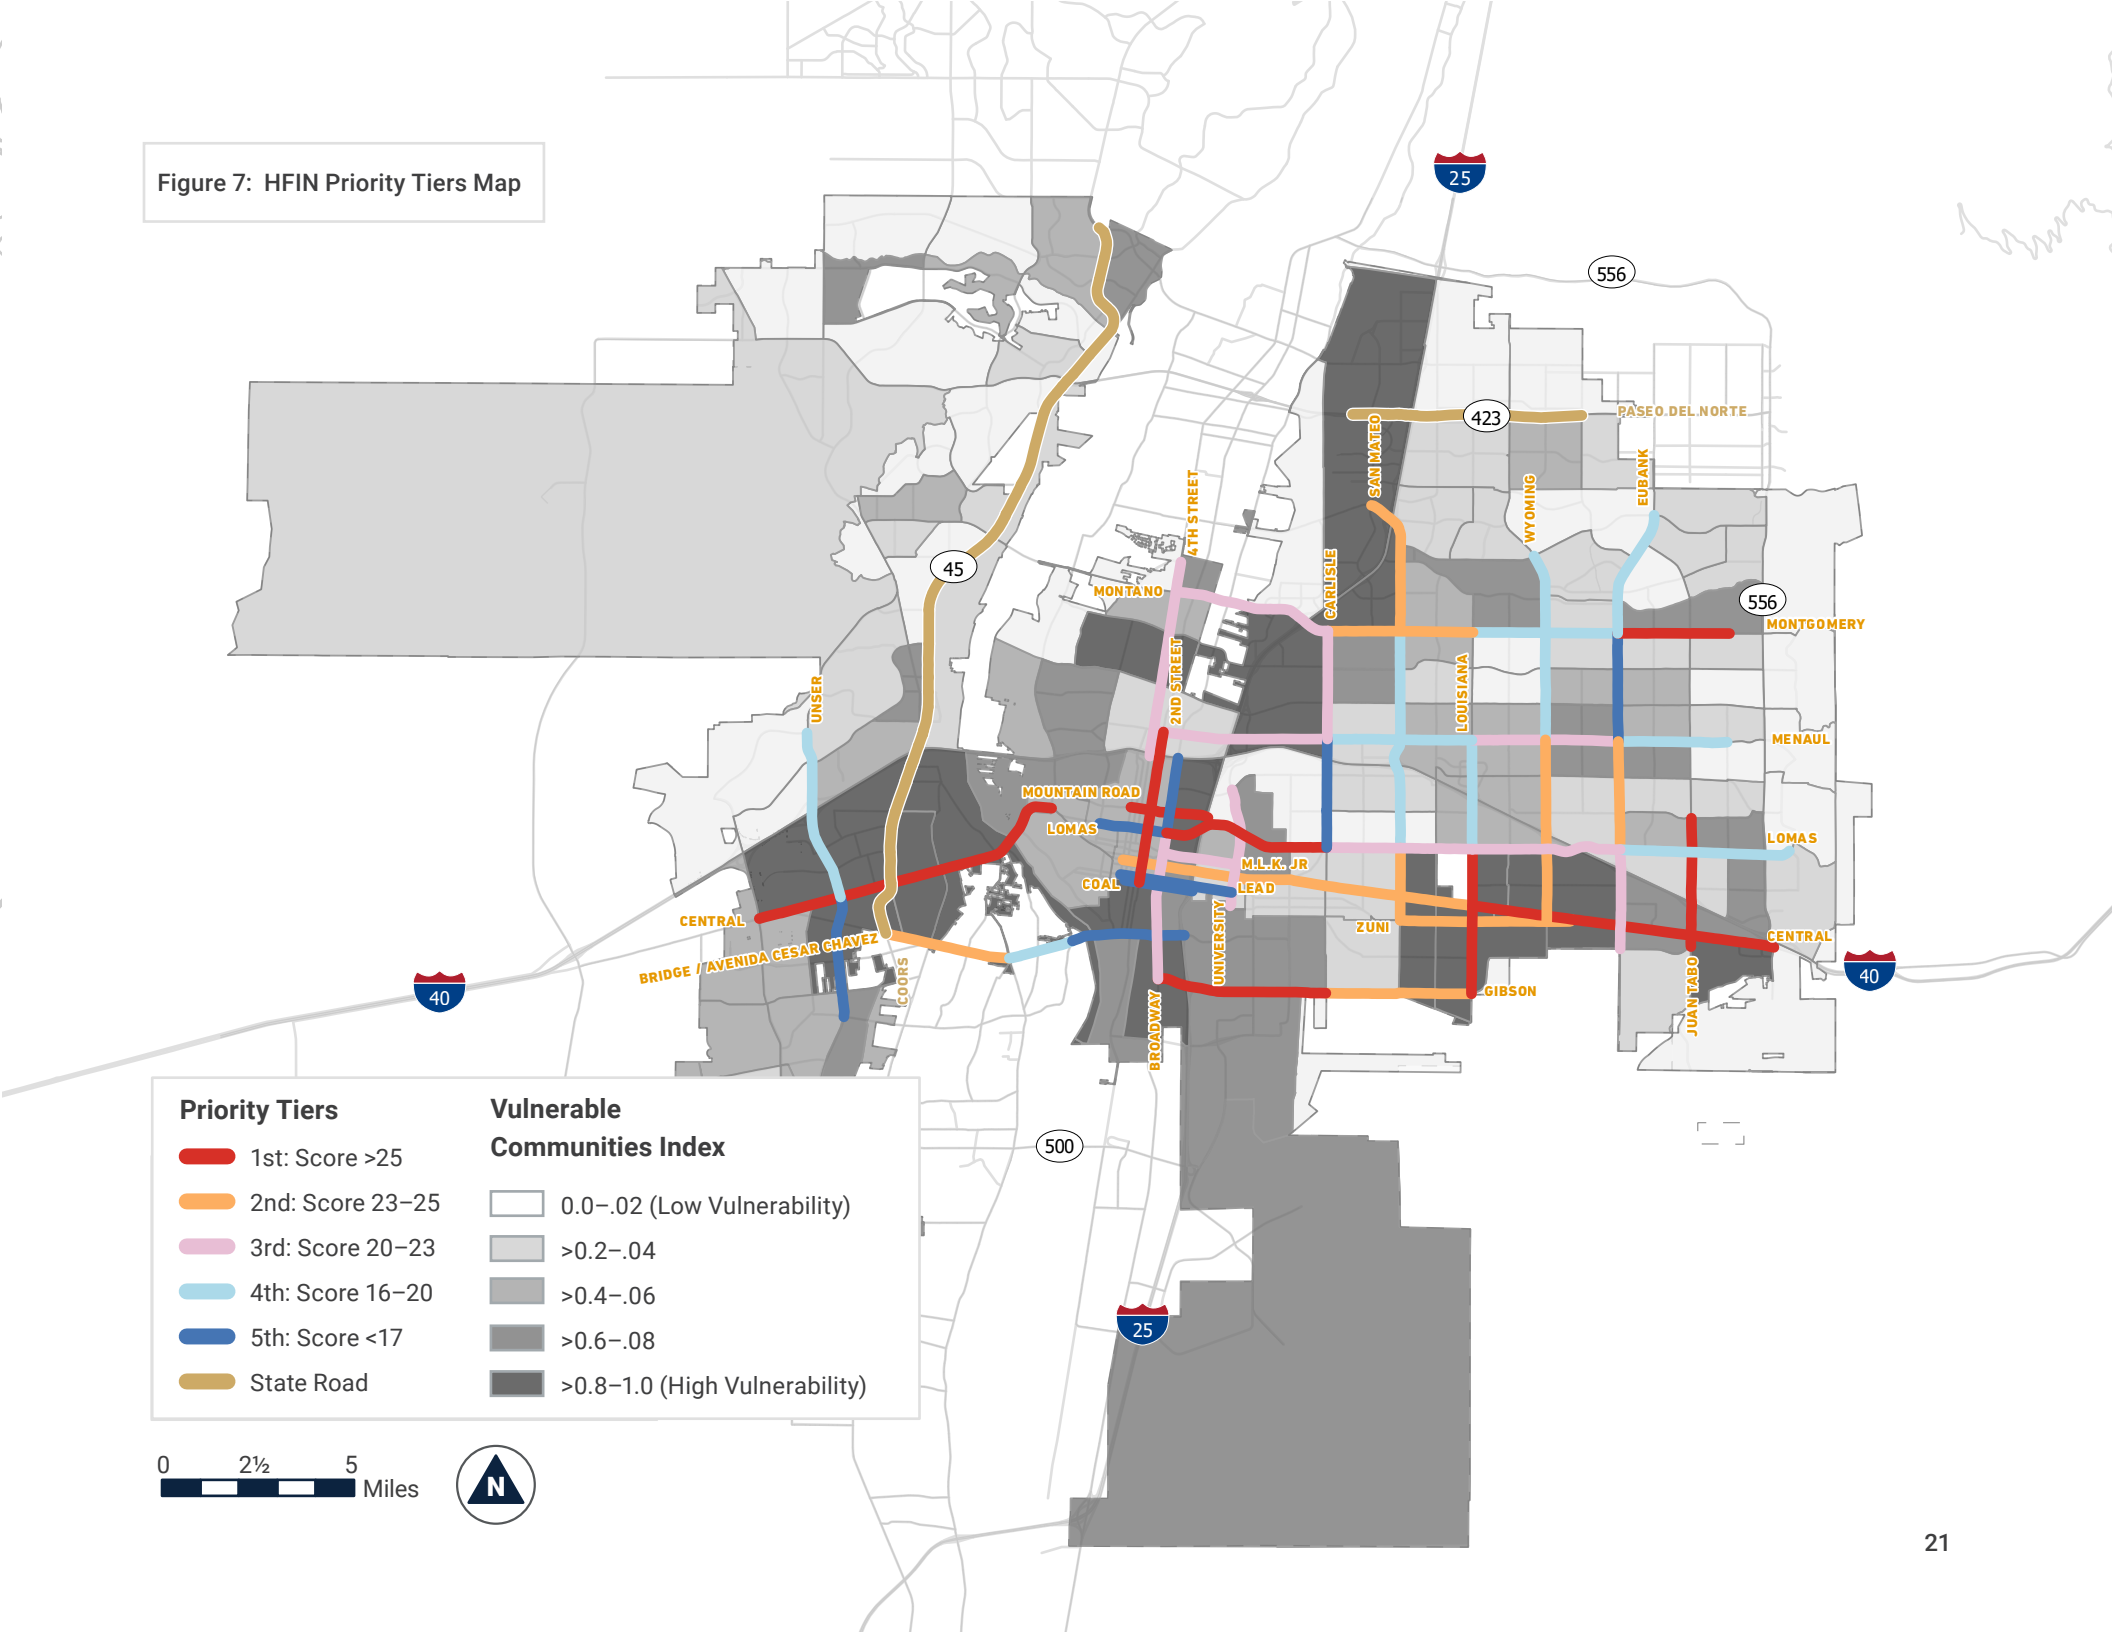 Figure 7: HFIN Priority Tiers Map
25
556
423
PASEO DEL NORTE
SAN MATEO
EUBANK
WYOMING
4TH STREET
CARLISLE
45
MONTANO
556
MONTGOMERY
2ND STREET
LOUISIANA
UNSER
MENAUL
MOUNTAIN ROAD
LOMAS
LOMAS
M.L.K. JR
COAL
LEAD
CENTRAL
ZUNI
UNIVERSITY
CENTRAL
BRIDGE / AVENIDA CESAR CHAVEZ
COORS
40
40
GIBSON
JUAN TABO
BROADWAY
500
25
Priority Tiers
1st: Score >25
2nd: Score 23–25
3rd: Score 20–23
4th: Score 16–20
5th: Score <17
State Road
Vulnerable
Communities Index
0.0–.02 (Low Vulnerability)
>0.2–.04
>0.4–.06
>0.6–.08
>0.8–1.0 (High Vulnerability)
0 2½ 5
Miles
N
21